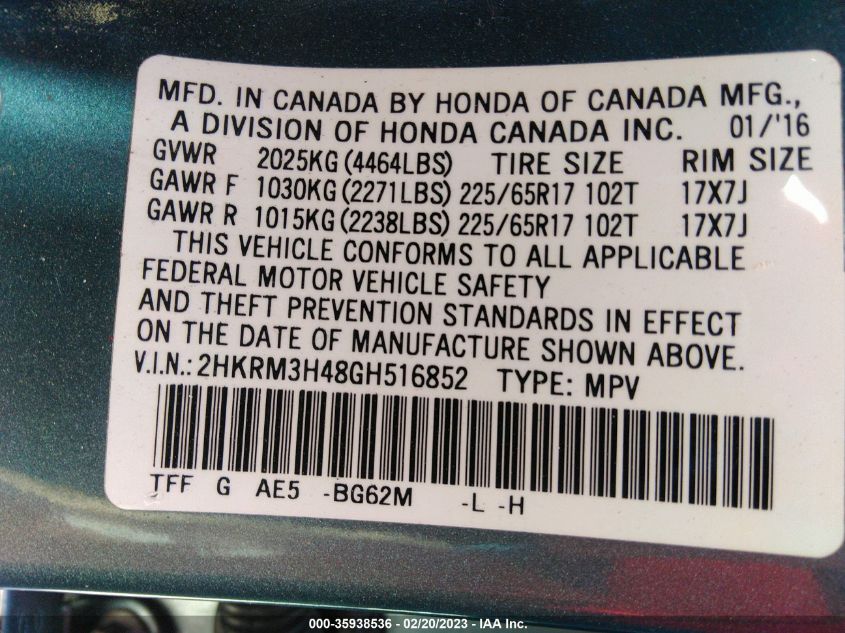 MFD. IN CANADA BY HONDA OF CANADA MFG.,
A DIVISION OF HONDA CANADA INC. 01/'16
GVWR 2025KG (4464LBS) TIRE SIZE RIM SIZE
GAWR F 1030KG (2271LBS) 225/65R17 102T 17X7J
GAWR R 1015KG (2238LBS) 225/65R17 102T 17X7J
THIS VEHICLE CONFORMS TO ALL APPLICABLE
FEDERAL MOTOR VEHICLE SAFETY
AND THEFT PREVENTION STANDARDS IN EFFECT
ON THE DATE OF MANUFACTURE SHOWN ABOVE.
V.I.N.: 2HKRM3H48GH516852 TYPE: MPV
TFF G AE5 -BG62M -L -H
000-35938536 - 02/20/2023 - IAA Inc.